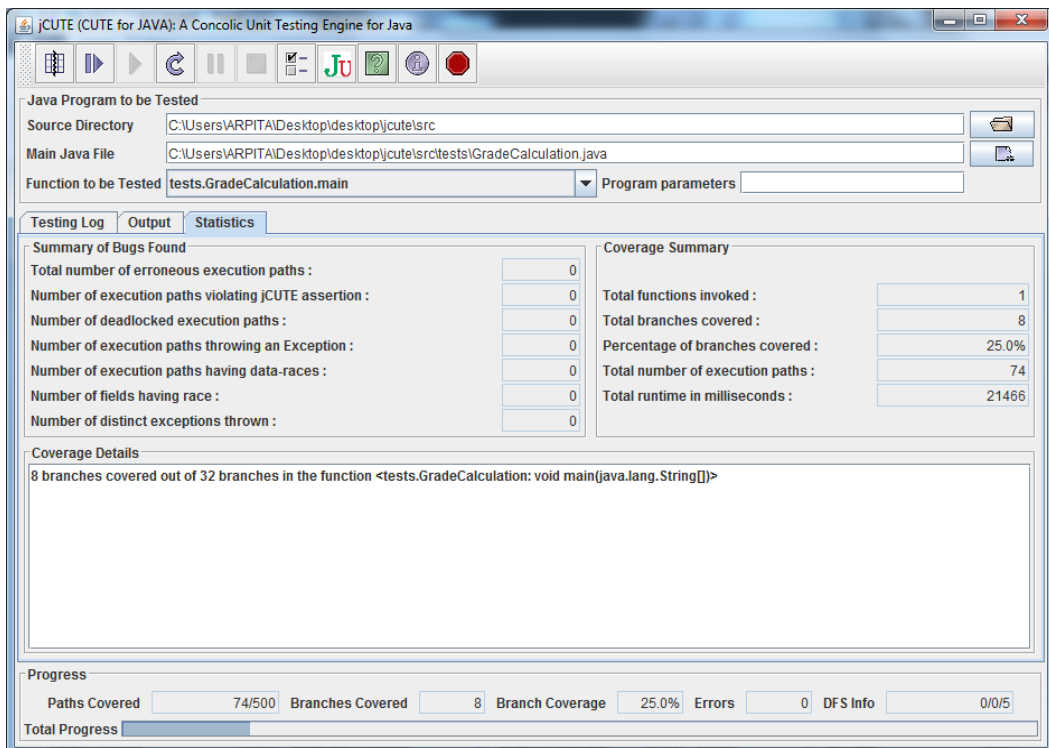 jCUTE (CUTE for JAVA): A Concolic Unit Testing Engine for Java
JU ? i
Java Program to be Tested
Source Directory C:\Users\ARPITA\Desktop\desktop\jcute\src
Main Java File C:\Users\ARPITA\Desktop\desktop\jcute\src\tests\GradeCalculation.java
Function to be Tested tests.GradeCalculation.main Program parameters
Testing Log Output Statistics
Summary of Bugs Found
Total number of erroneous execution paths : 0
Number of execution paths violating jCUTE assertion : 0
Number of deadlocked execution paths : 0
Number of execution paths throwing an Exception : 0
Number of execution paths having data-races : 0
Number of fields having race : 0
Number of distinct exceptions thrown : 0
Coverage Summary
Total functions invoked : 1
Total branches covered : 8
Percentage of branches covered : 25.0%
Total number of execution paths : 74
Total runtime in milliseconds : 21466
Coverage Details
8 branches covered out of 32 branches in the function <tests.GradeCalculation: void main(java.lang.String[])>
Progress
Paths Covered 74/500 Branches Covered 8 Branch Coverage 25.0% Errors 0 DFS Info 0/0/5
Total Progress